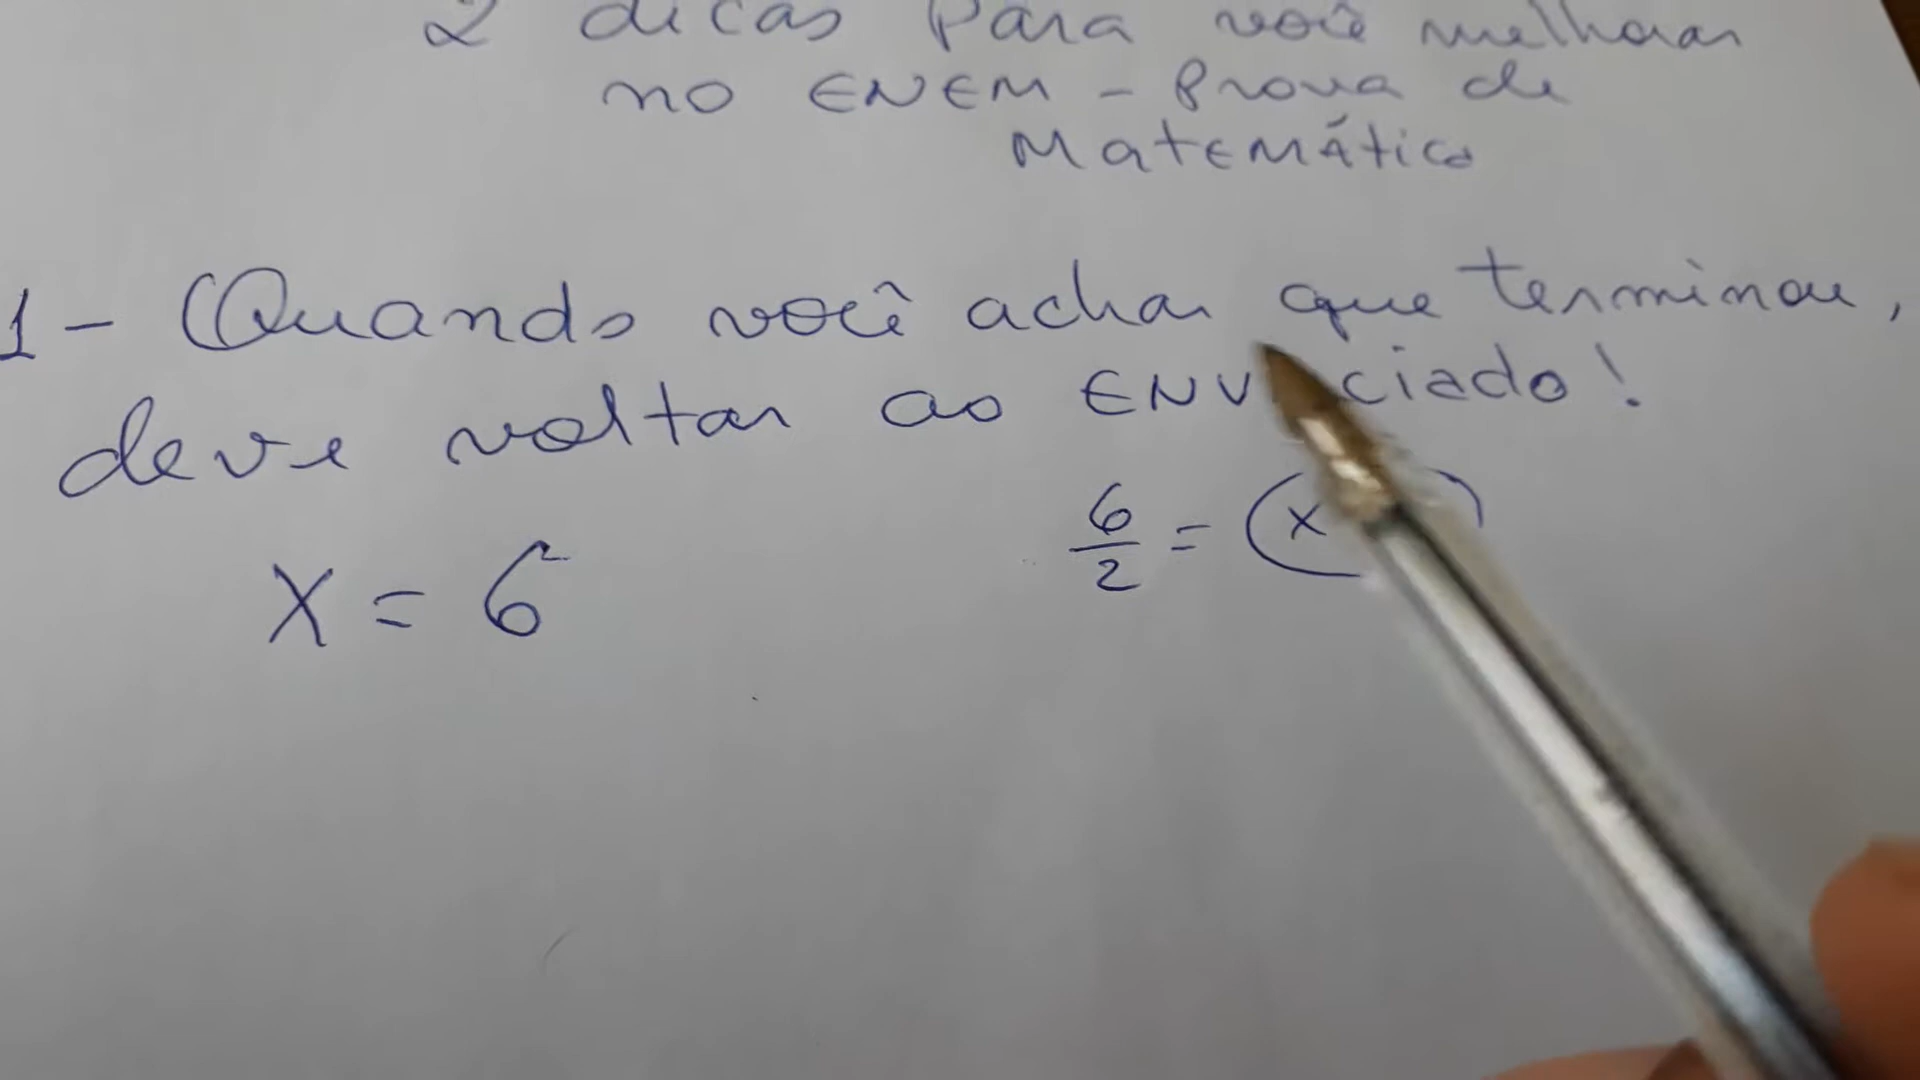 2 dicas para você melhorar
no ENEM - Prova de
Matemática
1 - Quando você achar que terminou,
deve voltar ao ENUNCIADO!
x = 6
6/2 = (x